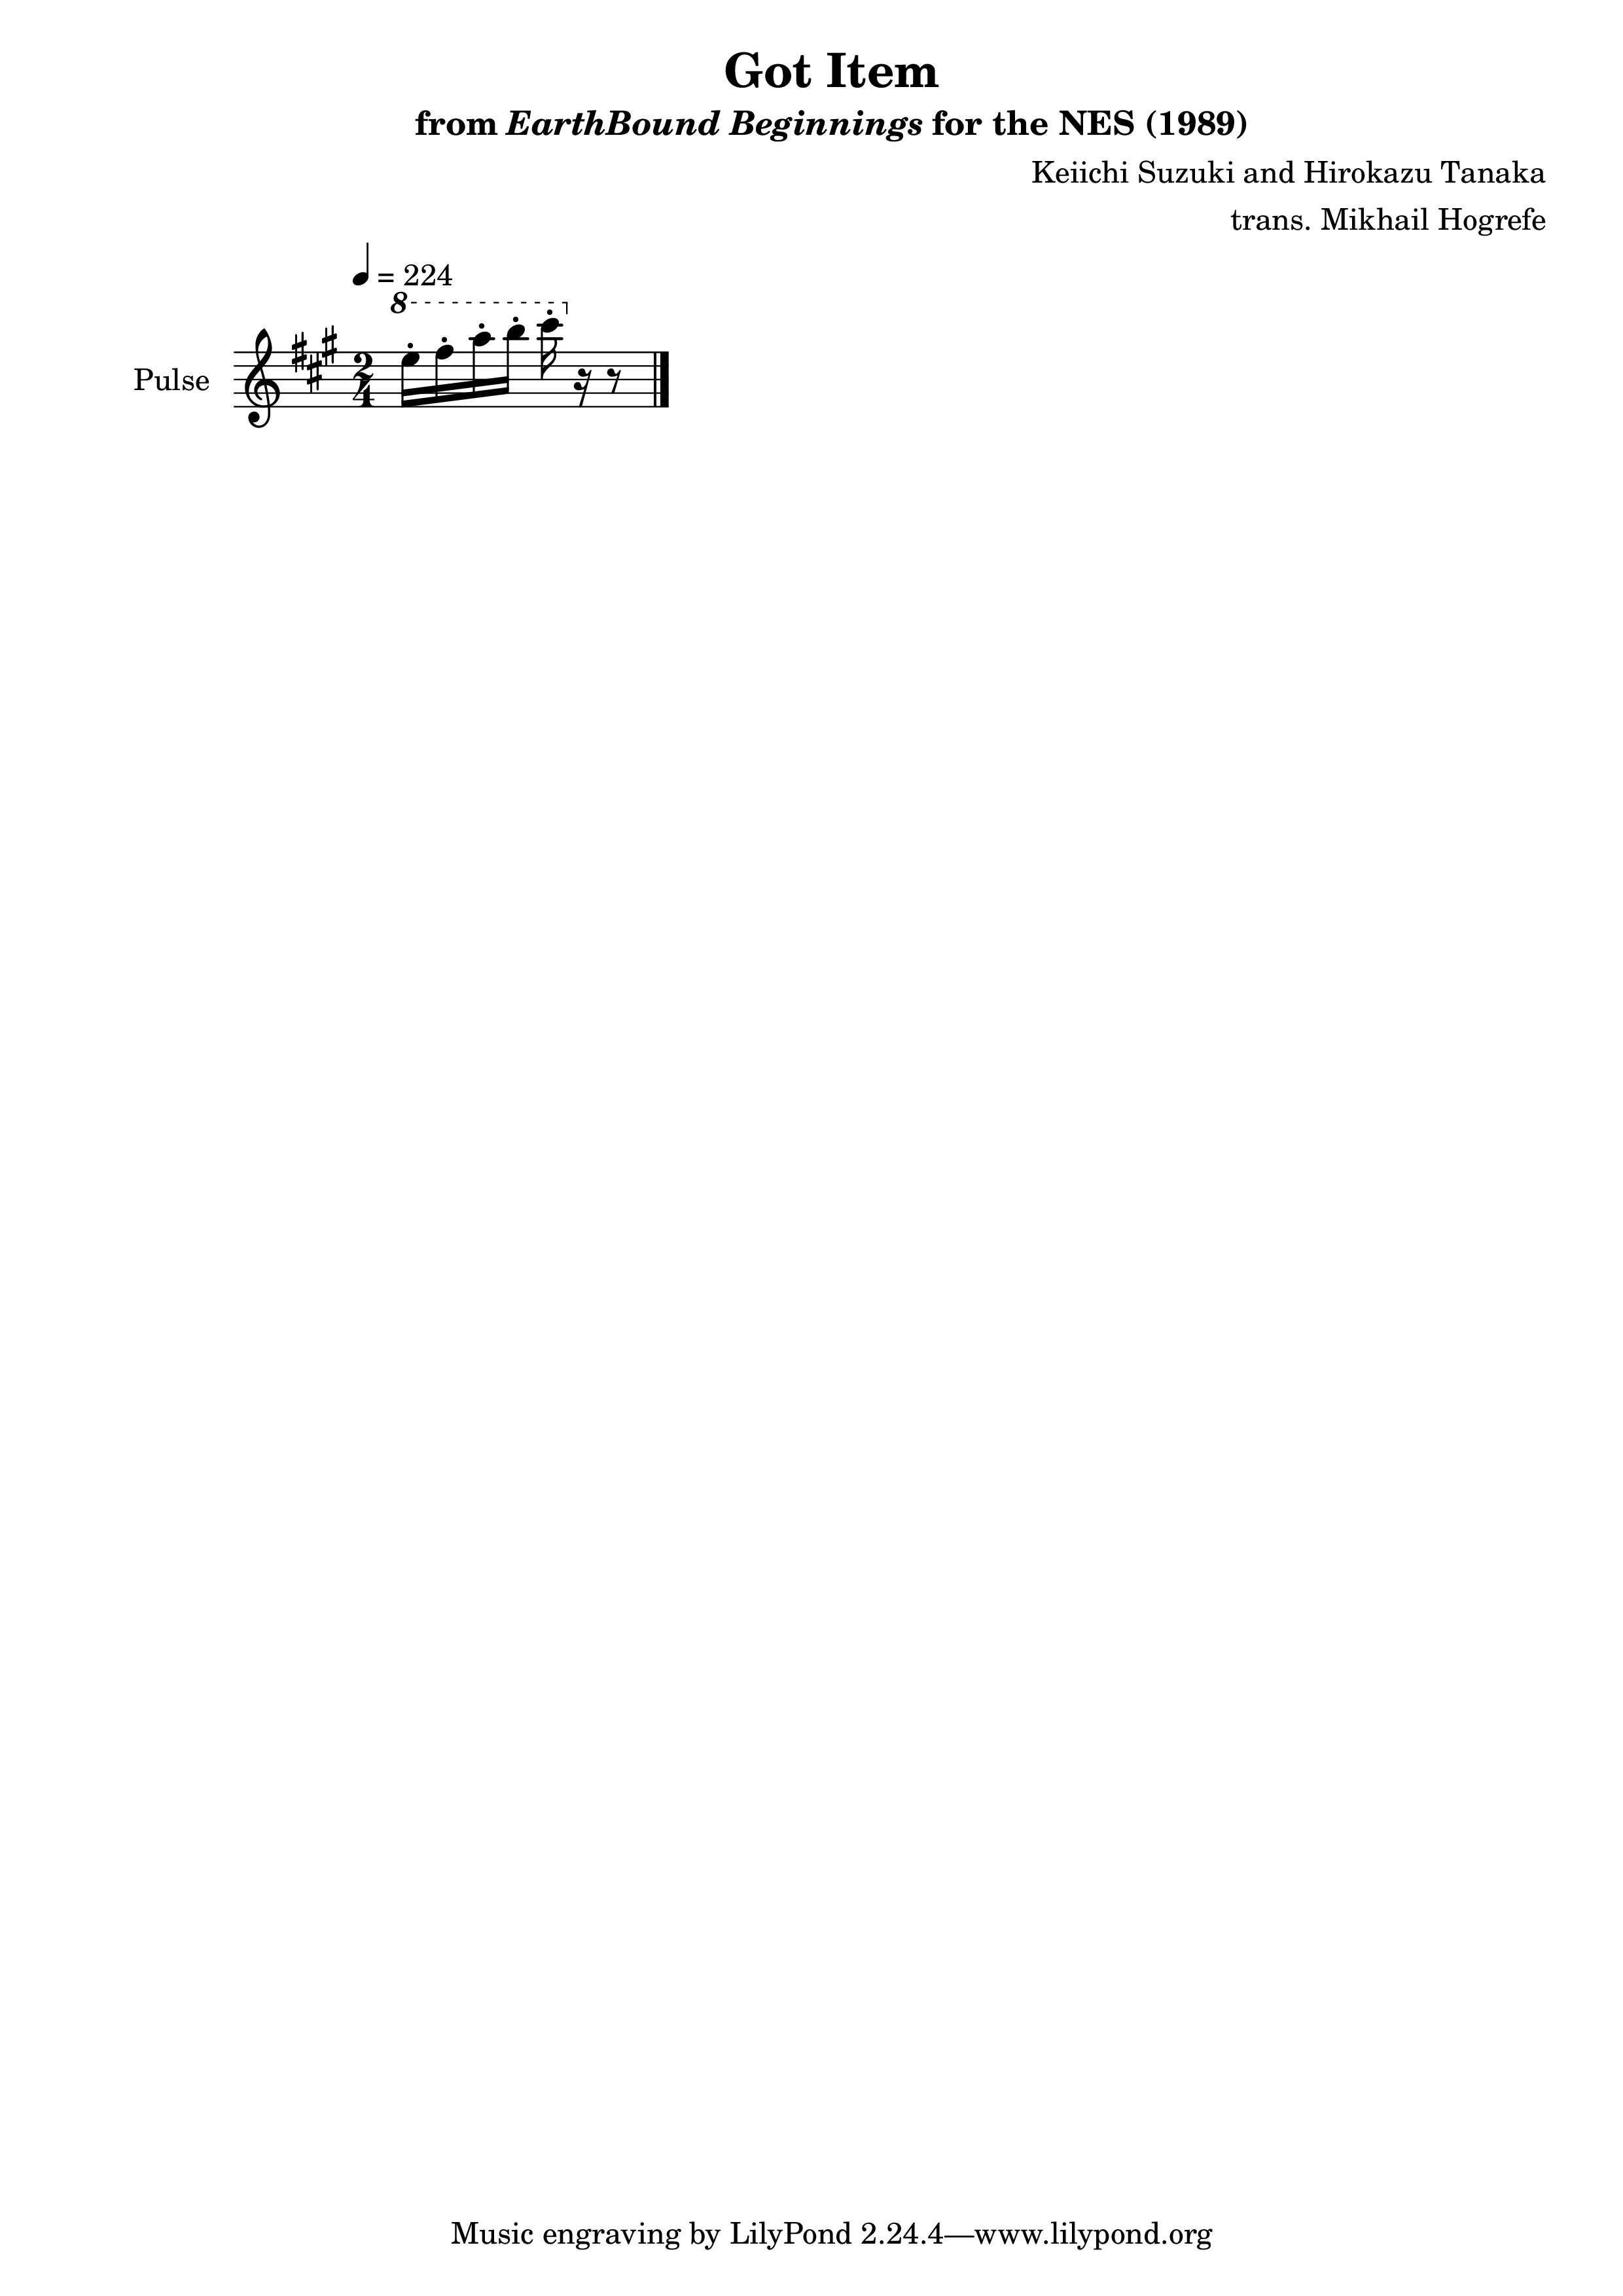 Got Item
from EarthBound Beginnings for the NES (1989)
Keiichi Suzuki and Hirokazu Tanaka
trans. Mikhail Hogrefe
♩ = 224
8
Pulse
2
4
Music engraving by LilyPond 2.24.4—www.lilypond.org